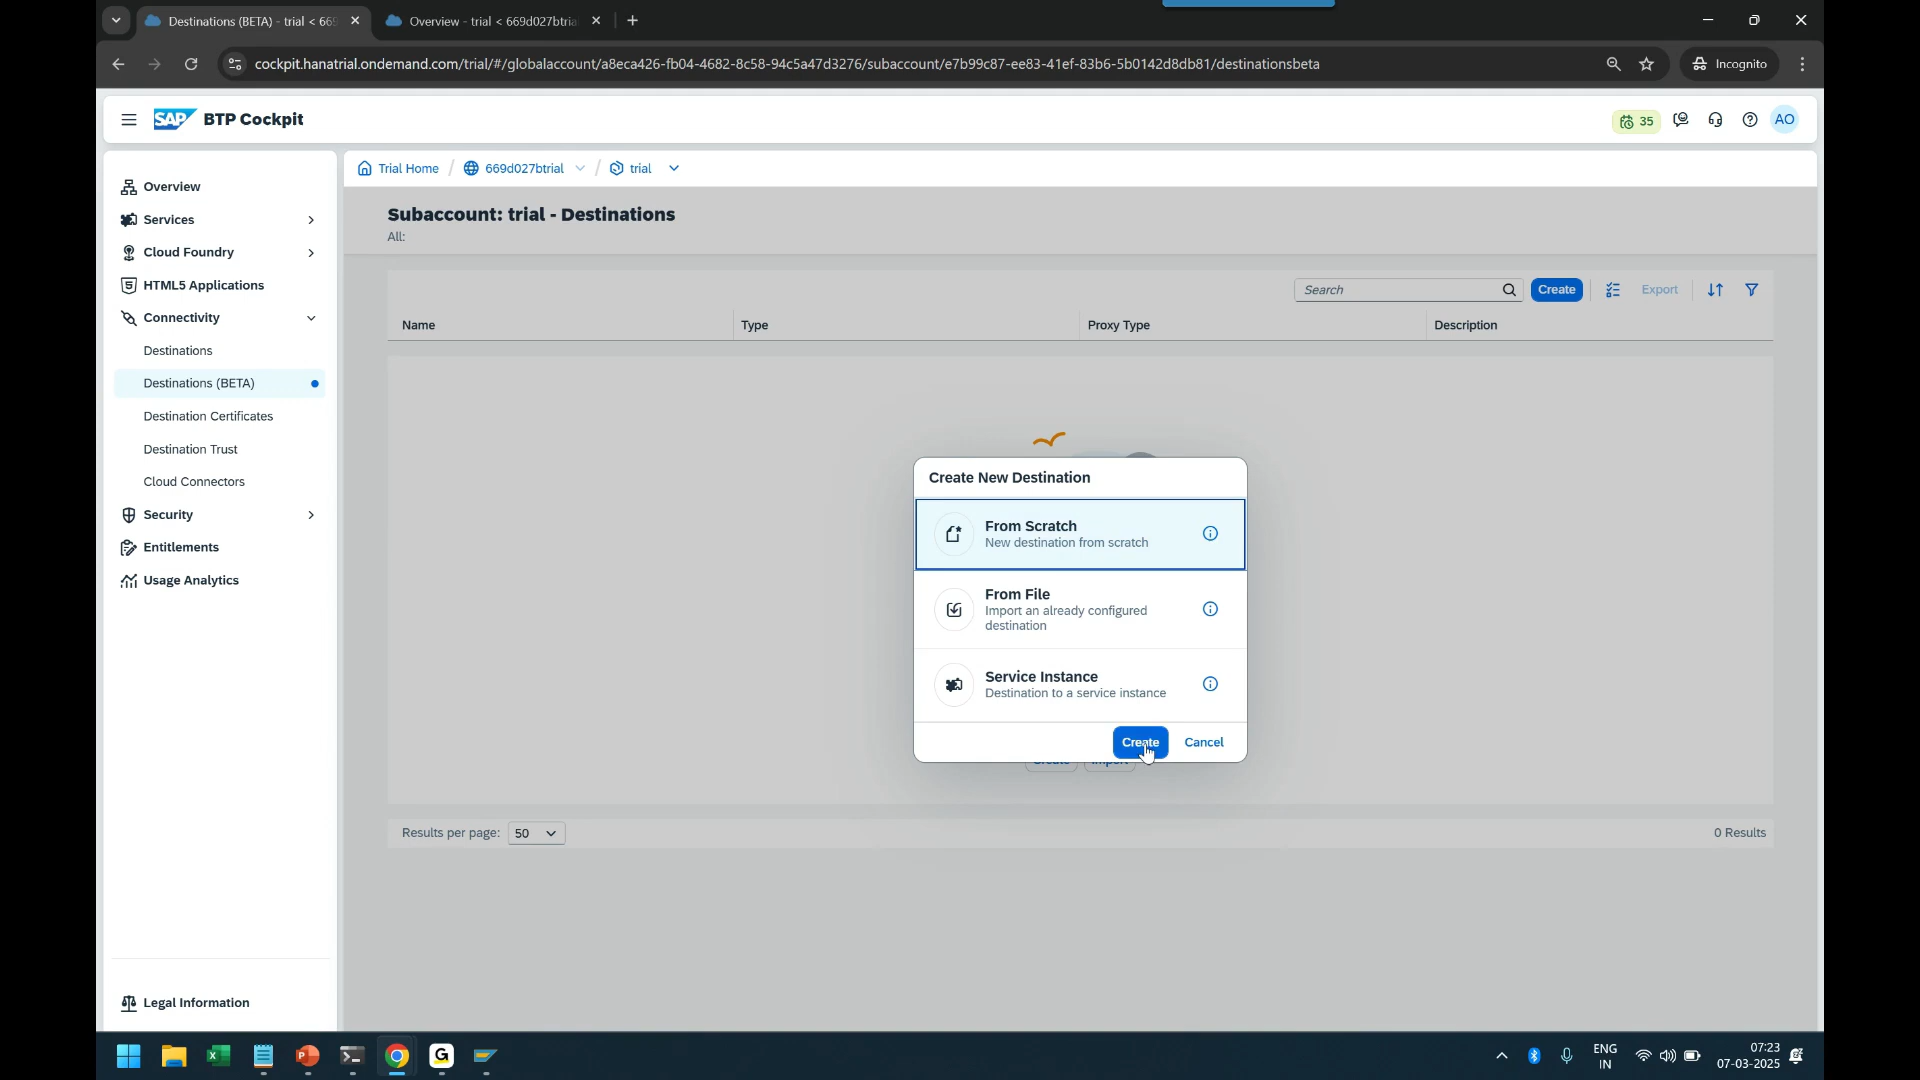 Destinations (BETA) - trial < 669
Overview - trial < 669d027btria
cockpit.hanatrial.ondemand.com/trial/#/globalaccount/a8eca426-fb04-4682-8c58-94c5a47d3276/subaccount/e7b99c87-ee83-41ef-83b6-5b0142d8db81/destinationsbeta
Incognito
SAP BTP Cockpit
35
AO
Trial Home / 669d027btrial / trial
Overview
Services
Cloud Foundry
HTML5 Applications
Connectivity
Destinations
Destinations (BETA)
Destination Certificates
Destination Trust
Cloud Connectors
Security
Entitlements
Usage Analytics
Legal Information
Subaccount: trial - Destinations
All:
Search
Create
Export
Name
Type
Proxy Type
Description
Create New Destination
From Scratch
New destination from scratch
From File
Import an already configured
destination
Service Instance
Destination to a service instance
Create
Cancel
Create
Import
Results per page: 50
0 Results
ENG
IN
07:23
07-03-2025